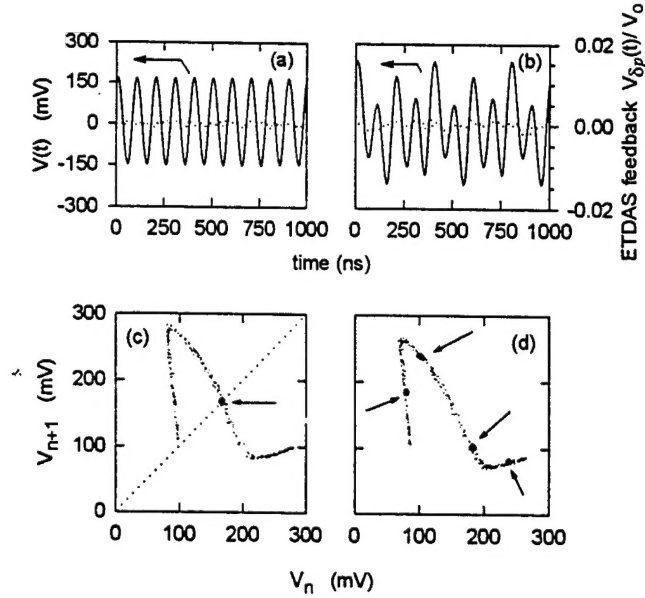 300
150
0
-150
-300
V(t) (mV)
(a)
0 250 500 750 1000
(b)
0 250 500 750 1000
0.02
0.00
-0.02
ETDAS feedback V_δp(t)/V_o
time (ns)
300
200
100
0
V_n+1 (mV)
(c)
0 100 200 300
(d)
0 100 200 300
V_n (mV)